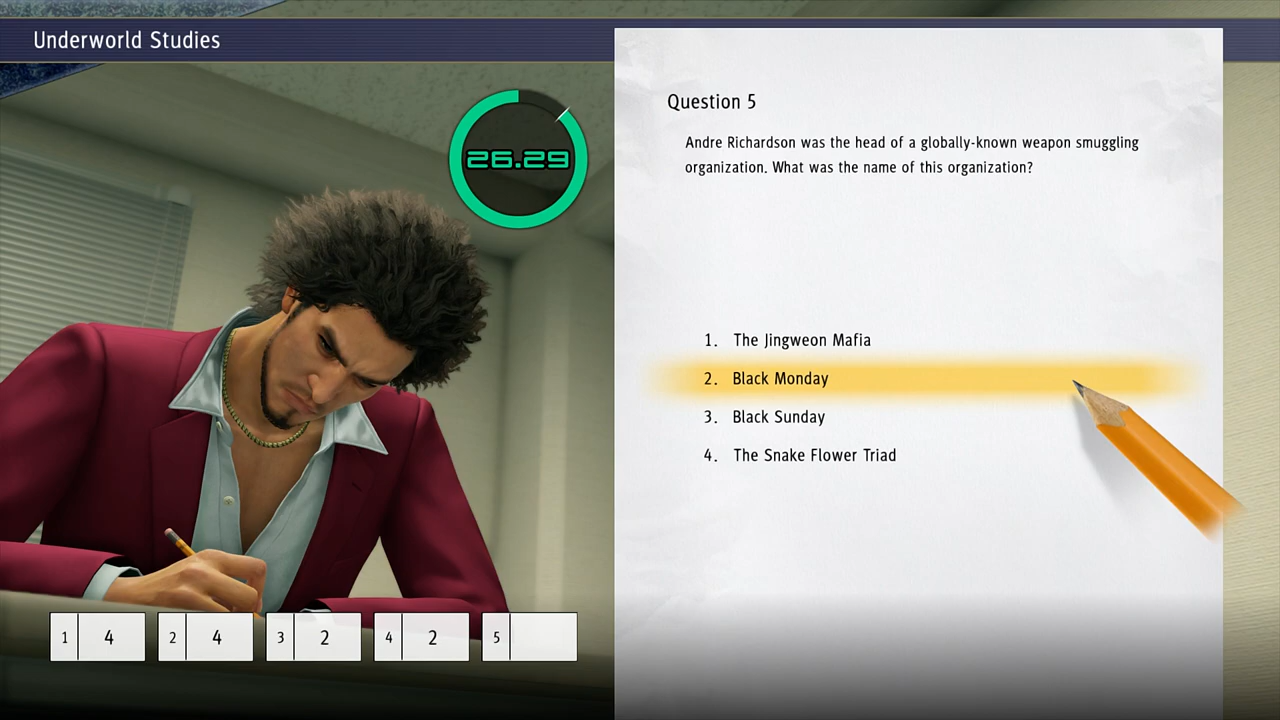 Underworld Studies
26.29
Question 5
Andre Richardson was the head of a globally-known weapon smuggling
organization. What was the name of this organization?
1. The Jingweon Mafia
2. Black Monday
3. Black Sunday
4. The Snake Flower Triad
1 4 2 4 3 2 4 2 5